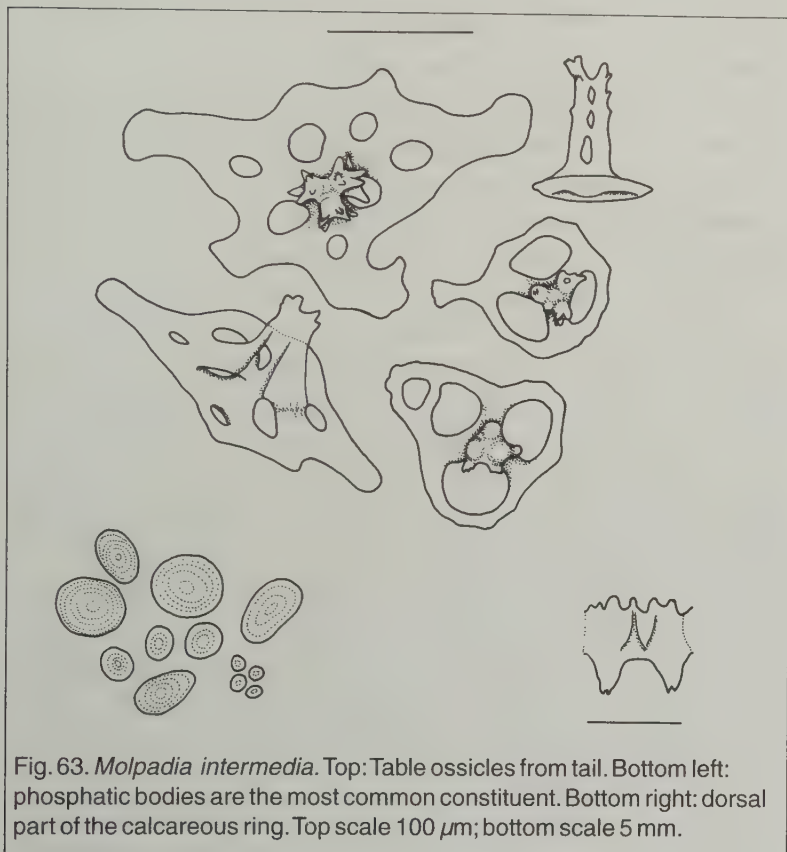 Fig. 63. Molpadia intermedia. Top: Table ossicles from tail. Bottom left:
phosphatic bodies are the most common constituent. Bottom right: dorsal
part of the calcareous ring. Top scale 100 µm; bottom scale 5 mm.